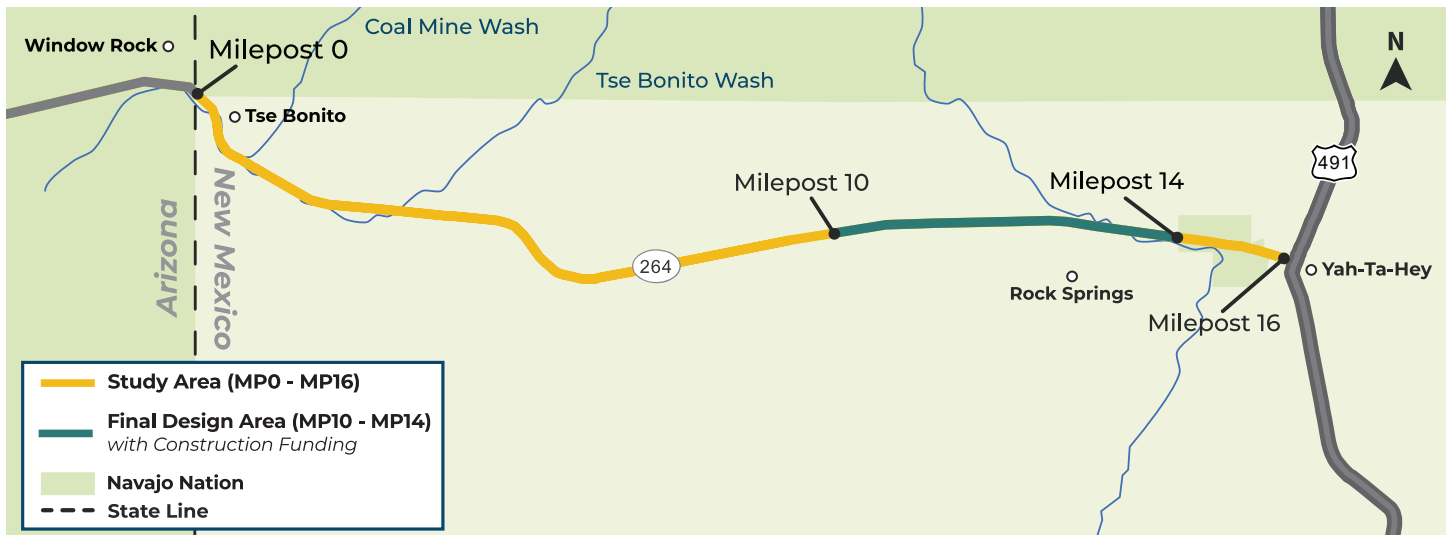 Coal Mine Wash
Window Rock
Milepost 0
N
Tse Bonito Wash
Tse Bonito
491
Milepost 10
Milepost 14
Arizona
New Mexico
264
Yah-Ta-Hey
Rock Springs
Milepost 16
Study Area (MP0 - MP16)
Final Design Area (MP10 - MP14)
with Construction Funding
Navajo Nation
State Line